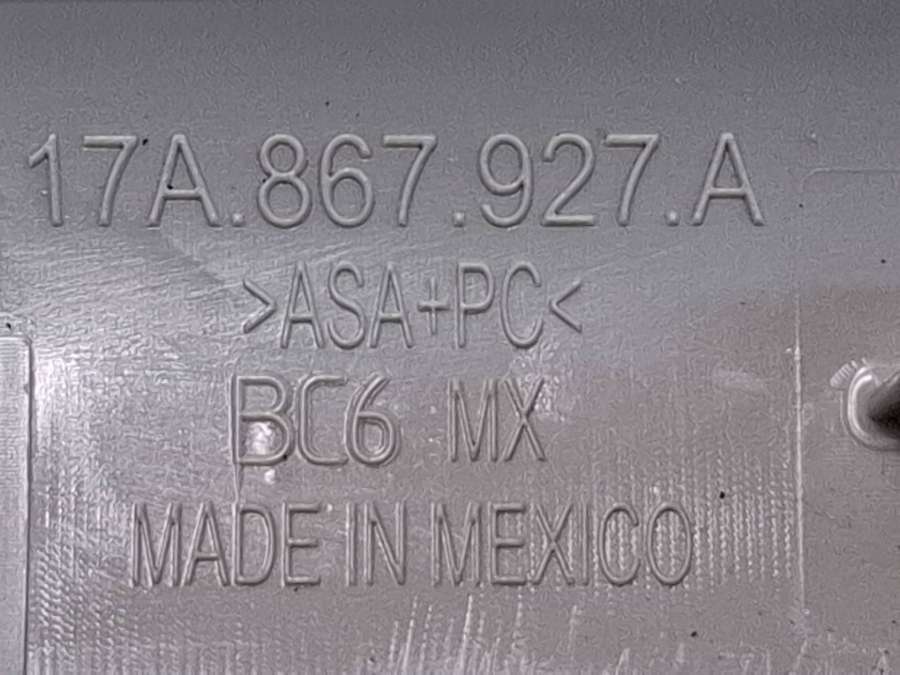 17A.867.927.A
>ASA+PC<
BC6 MX
MADE IN MEXICO